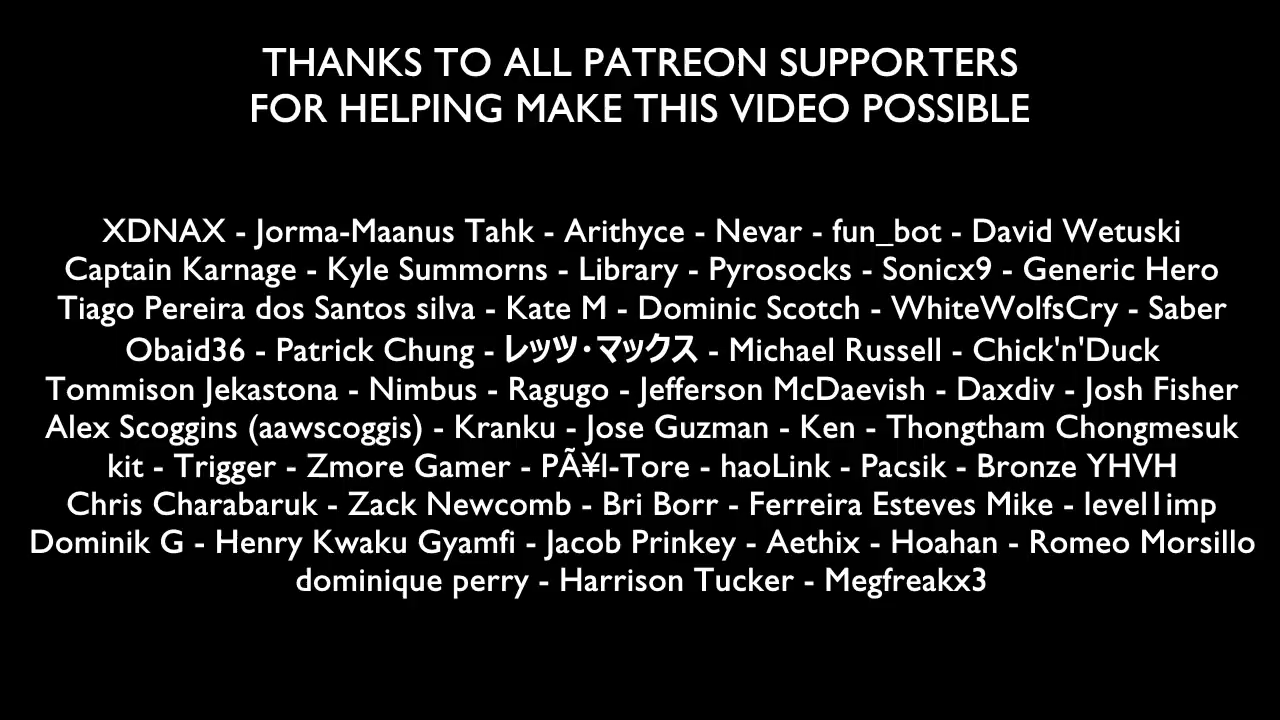 THANKS TO ALL PATREON SUPPORTERS
FOR HELPING MAKE THIS VIDEO POSSIBLE
XDNAX - Jorma-Maanus Tahk - Arithyce - Nevar - fun_bot - David Wetuski
Captain Karnage - Kyle Summorns - Library - Pyrosocks - Sonicx9 - Generic Hero
Tiago Pereira dos Santos silva - Kate M - Dominic Scotch - WhiteWolfsCry - Saber
Obaid36 - Patrick Chung - レッツ・マックス - Michael Russell - Chick'n'Duck
Tommison Jekastona - Nimbus - Ragugo - Jefferson McDaevish - Daxdiv - Josh Fisher
Alex Scoggins (aawscoggis) - Kranku - Jose Guzman - Ken - Thongtham Chongmesuk
kit - Trigger - Zmore Gamer - PÃ¥l-Tore - haoLink - Pacsik - Bronze YHVH
Chris Charabaruk - Zack Newcomb - Bri Borr - Ferreira Esteves Mike - level1imp
Dominik G - Henry Kwaku Gyamfi - Jacob Prinkey - Aethix - Hoahan - Romeo Morsillo
dominique perry - Harrison Tucker - Megfreakx3